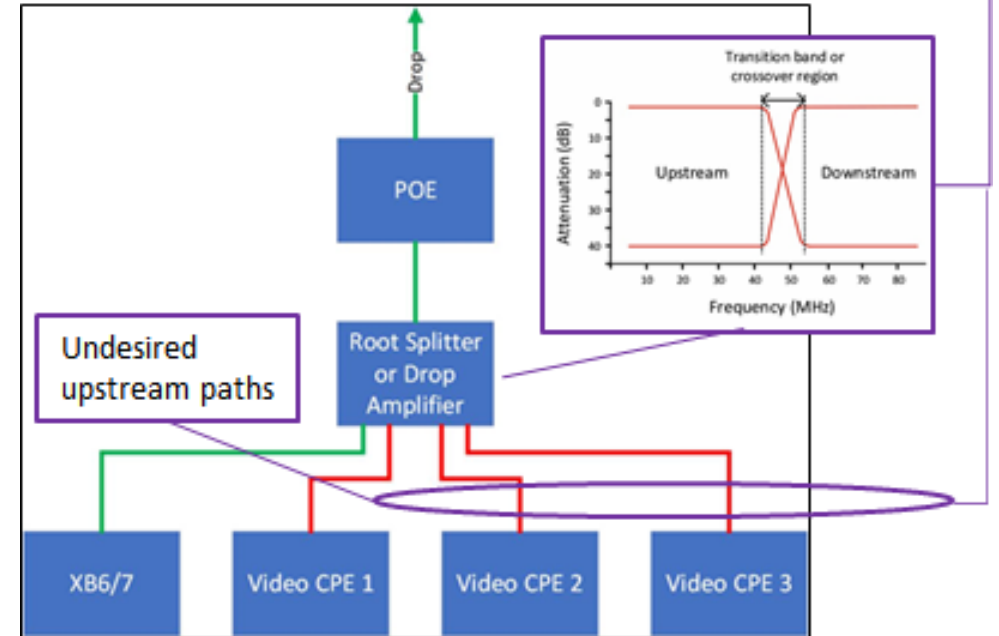 Drop
POE
Transition band or
crossover region
Attenuation (dB)
0
10
20
30
40
Upstream
Downstream
10 20 30 40 50 60 70 80
Frequency (MHz)
Undesired
upstream paths
Root Splitter
or Drop
Amplifier
XB6/7
Video CPE 1
Video CPE 2
Video CPE 3